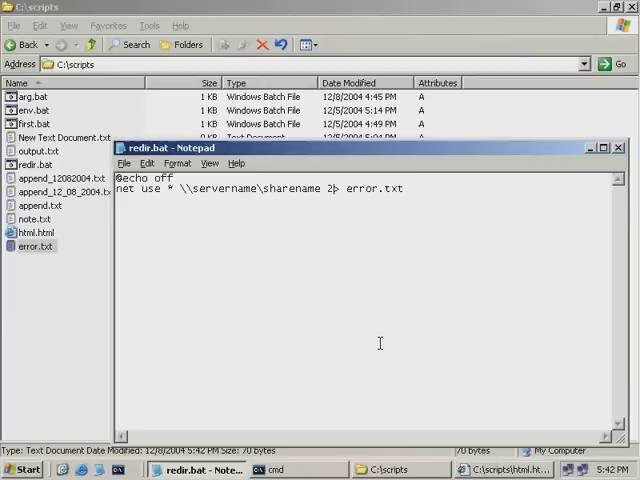 C:\scripts
File Edit View Favorites Tools Help
Back Search Folders
Address C:\scripts Go
Name Size Type Date Modified Attributes
arg.bat 1 KB Windows Batch File 12/8/2004 4:45 PM A
env.bat 1 KB Windows Batch File 12/5/2004 5:14 PM A
first.bat 1 KB Windows Batch File 12/5/2004 4:49 PM A
New Text Document.txt 0 KB Text Document
output.txt
redir.bat
append_12082004.txt
append_12_08_2004.txt
note.txt
html.html
error.txt
redir.bat - Notepad
File Edit Format View Help
@echo off
net use * \\servername\sharename 2> error.txt
Type: Text Document Date Modified: 12/8/2004 5:42 PM Size: 70 bytes 70 bytes My Computer
Start redir.bat - Note... cmd C:\scripts C:\scripts\html.ht... 5:42 PM